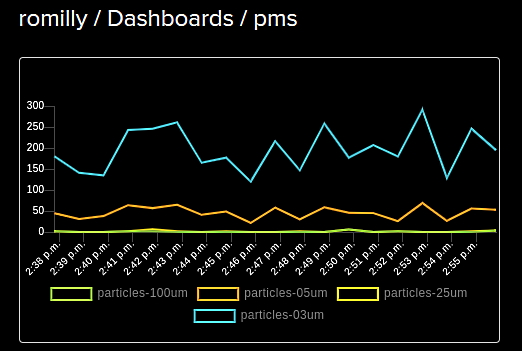 romilly / Dashboards / pms
300
250
200
150
100
50
0
2:38 p.m. 2:39 p.m. 2:40 p.m. 2:41 p.m. 2:42 p.m. 2:43 p.m. 2:44 p.m. 2:45 p.m. 2:46 p.m. 2:47 p.m. 2:48 p.m. 2:49 p.m. 2:50 p.m. 2:51 p.m. 2:52 p.m. 2:53 p.m. 2:54 p.m. 2:55 p.m.
particles-100um particles-05um particles-25um
particles-03um